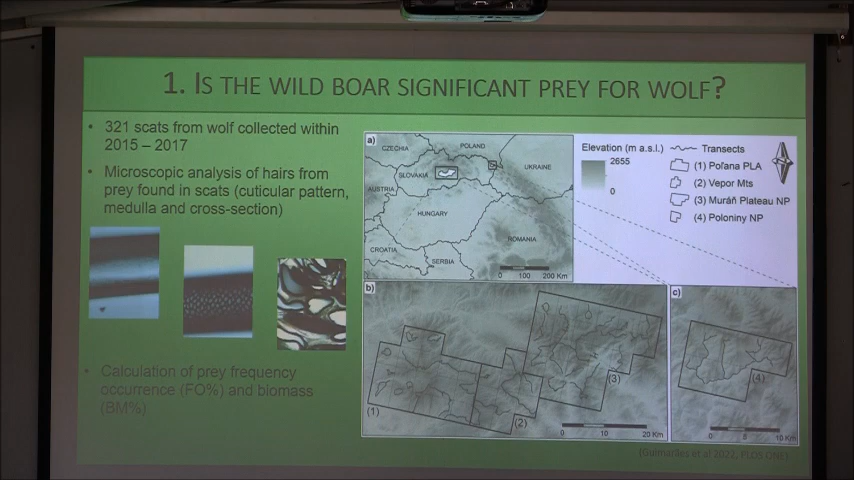 1. IS THE WILD BOAR SIGNIFICANT PREY FOR WOLF?
• 321 scats from wolf collected within
2015 – 2017
• Microscopic analysis of hairs from
prey found in scats (cuticular pattern,
medulla and cross-section)
• Calculation of prey frequency
occurrence (FO%) and biomass
(BM%)
a)
CZECHIA
POLAND
UKRAINE
SLOVAKIA
AUSTRIA
HUNGARY
ROMANIA
CROATIA
SERBIA
0 100 200 Km
Elevation (m a.s.l.)
2655
0
Transects
(1) Poľana PLA
(2) Vepor Mts
(3) Muráň Plateau NP
(4) Poloniny NP
b)
(1)
(2)
(3)
0 10 20 Km
c)
(4)
0 5 10 Km
(Guimarães et al 2022, PLOS ONE)